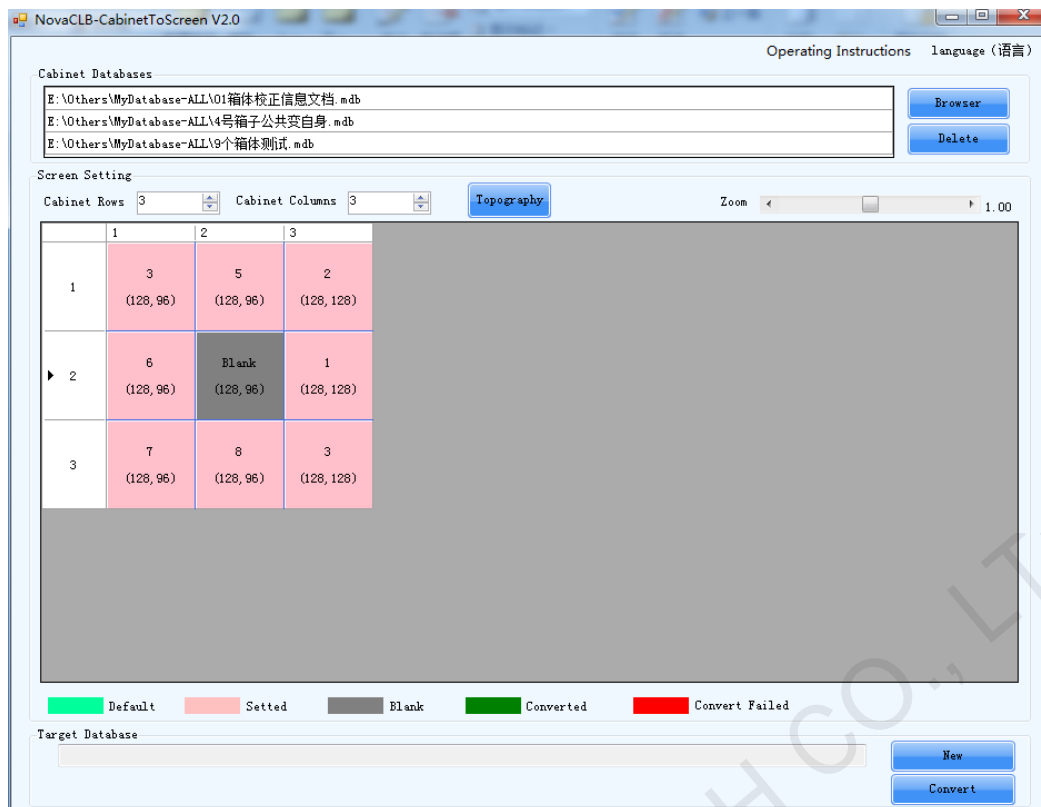 NovaCLB-CabinetToScreen V2.0
Operating Instructions language (语言)
Cabinet Databases
E:\Others\MyDatabase-ALL\01箱体校正信息文档.mdb
Browser
E:\Others\MyDatabase-ALL\4号箱子公共变自身.mdb
E:\Others\MyDatabase-ALL\9个箱体测试.mdb
Delete
Screen Setting
Cabinet Rows 3 Cabinet Columns 3 Topography Zoom 1.00
1 2 3
3 5 2
1
(128, 96) (128, 96) (128, 128)
6 Blank 1
2
(128, 96) (128, 96) (128, 128)
7 8 3
3
(128, 96) (128, 96) (128, 128)
Default Setted Blank Converted Convert Failed
Target Database
New
Convert
H CO., LT